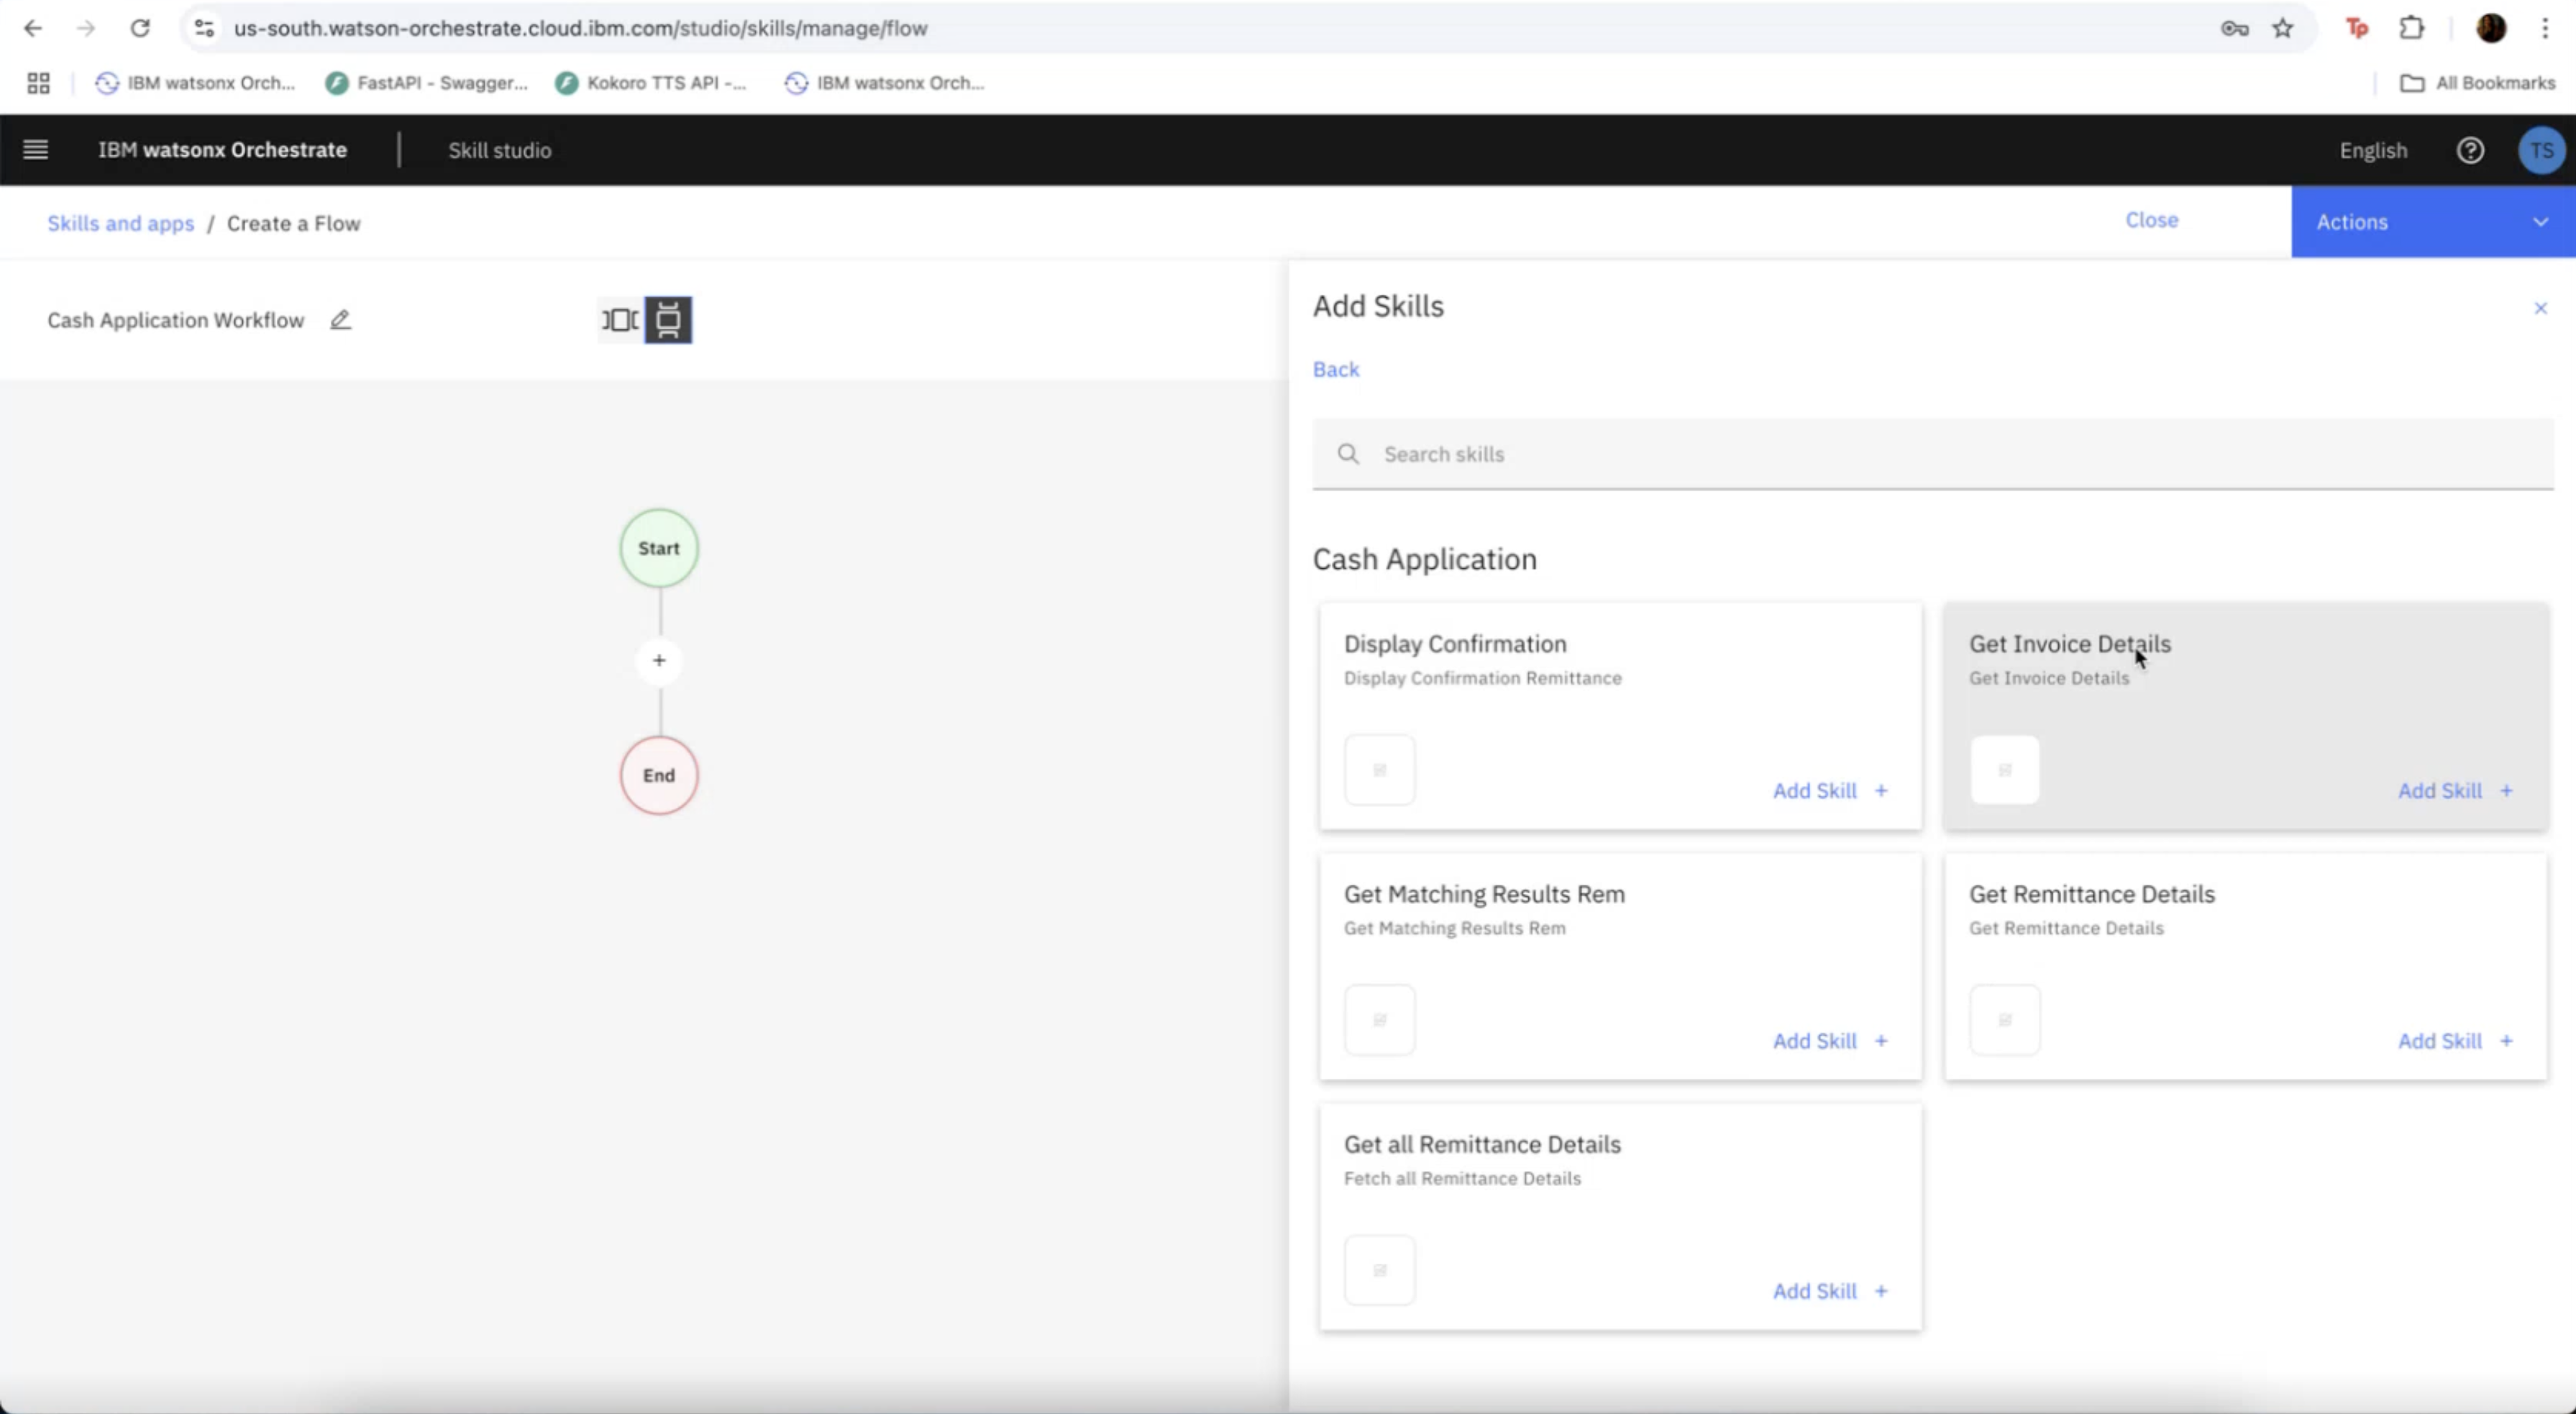 us-south.watson-orchestrate.cloud.ibm.com/studio/skills/manage/flow
IBM watsonx Orch...
FastAPI - Swagger...
Kokoro TTS API -...
IBM watsonx Orch...
All Bookmarks
IBM watsonx Orchestrate
Skill studio
English
TS
Skills and apps / Create a Flow
Close
Actions
Cash Application Workflow
Start
+
End
Add Skills
Back
Search skills
Cash Application
Display Confirmation
Display Confirmation Remittance
Add Skill +
Get Invoice Details
Get Invoice Details
Add Skill +
Get Matching Results Rem
Get Matching Results Rem
Add Skill +
Get Remittance Details
Get Remittance Details
Add Skill +
Get all Remittance Details
Fetch all Remittance Details
Add Skill +